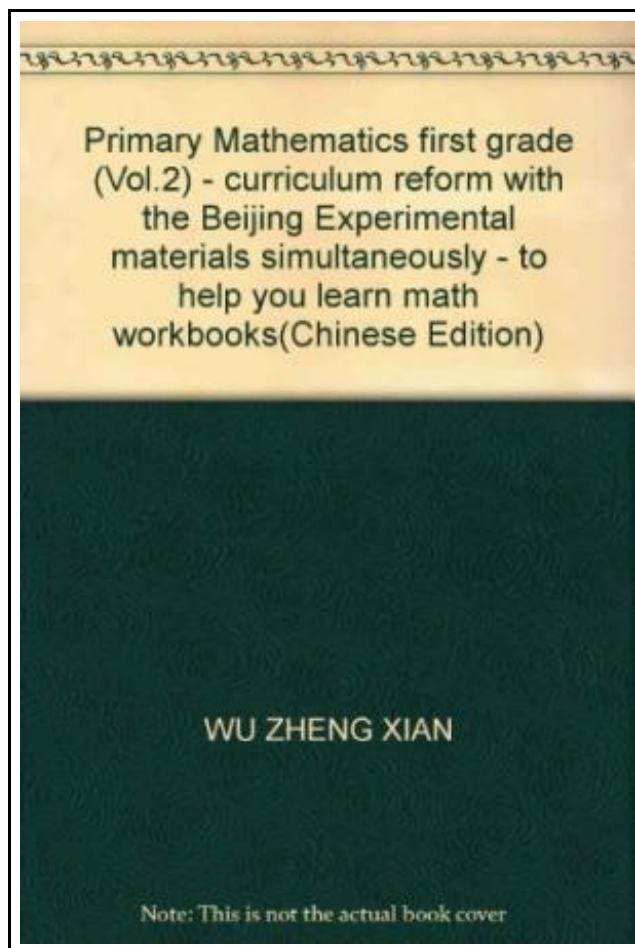 Primary Mathematics first grade
(Vol.2) - curriculum reform with
the Beijing Experimental
materials simultaneously - to
help you learn math
workbooks(Chinese Edition)
WU ZHENG XIAN
Note: This is not the actual book cover